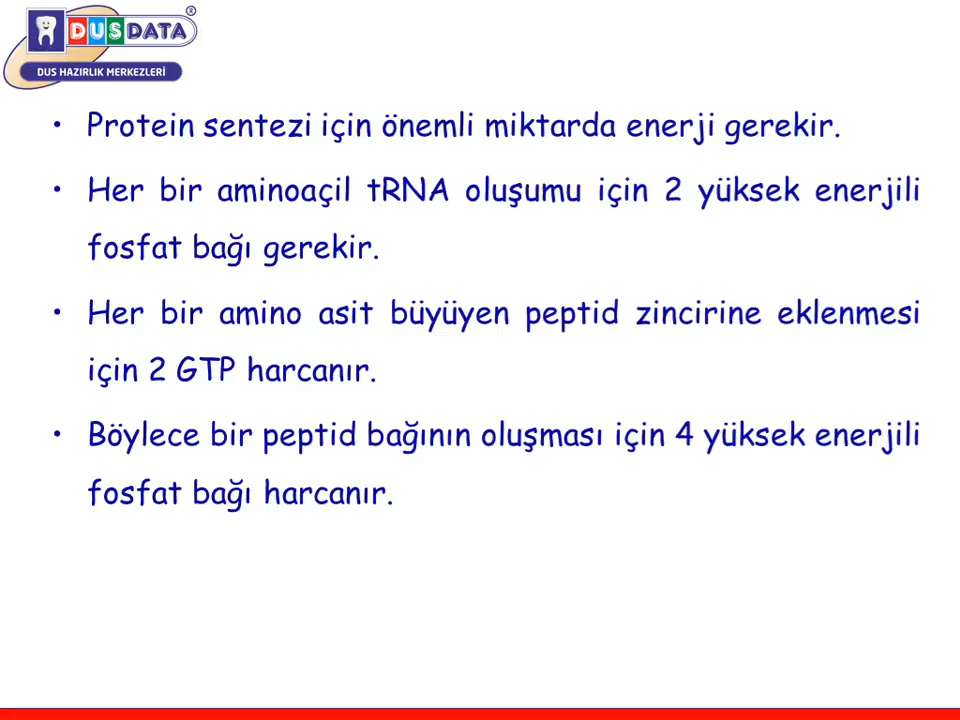 DUSDATA®
DUS HAZIRLIK MERKEZLERİ
• Protein sentezi için önemli miktarda enerji gerekir.
• Her bir aminoaçil tRNA oluşumu için 2 yüksek enerjili
fosfat bağı gerekir.
• Her bir amino asit büyüyen peptid zincirine eklenmesi
için 2 GTP harcanır.
• Böylece bir peptid bağının oluşması için 4 yüksek enerjili
fosfat bağı harcanır.